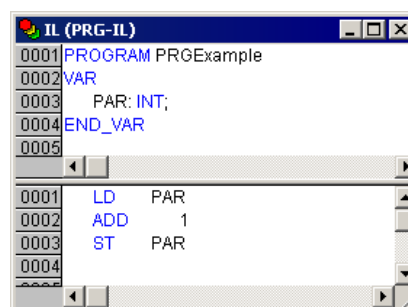 IL (PRG-IL)
0001 PROGRAM PRGExample
0002 VAR
0003 PAR: INT;
0004 END_VAR
0005
0001 LD PAR
0002 ADD 1
0003 ST PAR
0004